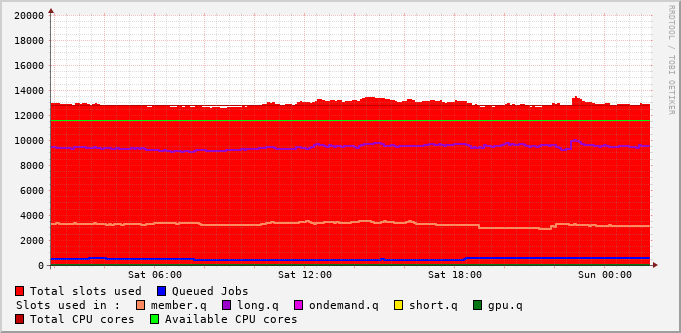 20000
18000
16000
14000
12000
10000
8000
6000
4000
2000
0
Sat 06:00 Sat 12:00 Sat 18:00 Sun 00:00
Total slots used Queued Jobs
Slots used in : member.q long.q ondemand.q short.q gpu.q
Total CPU cores Available CPU cores
RRDTOOL / TOBI OETIKER